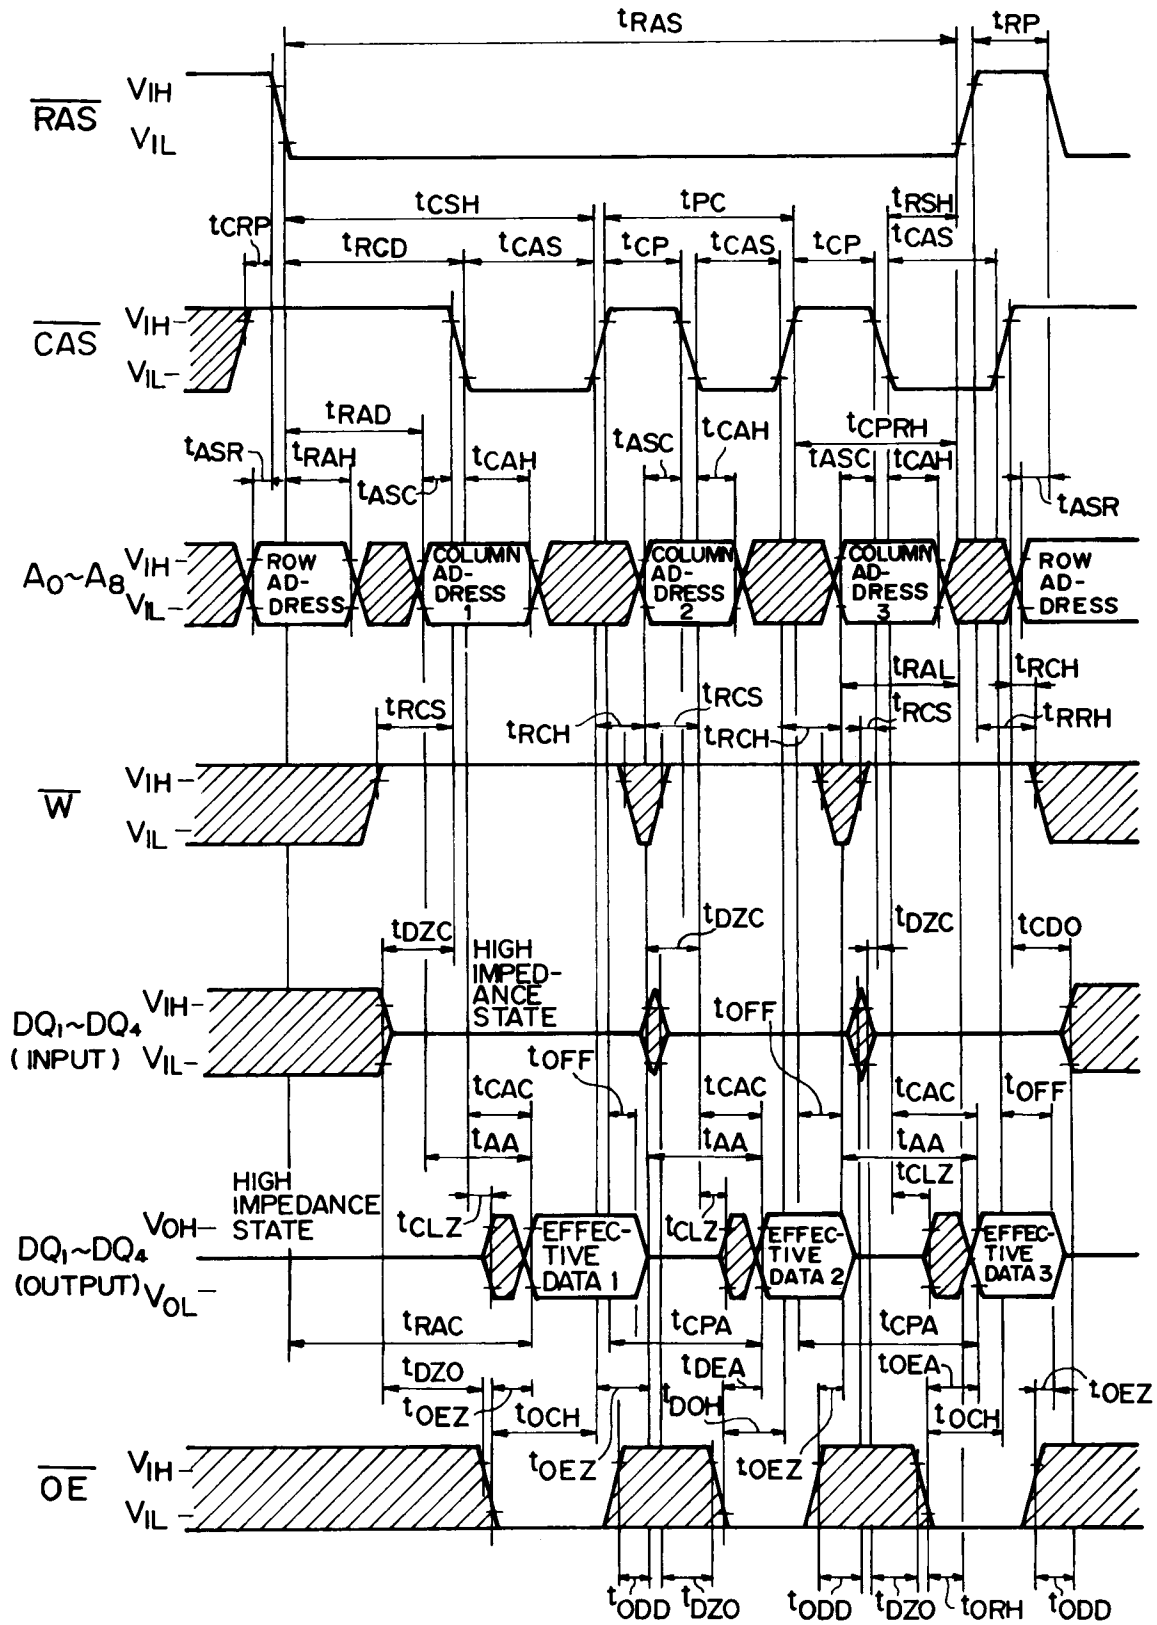 tRAS
tRP
RAS
VIH
VIL
tCSH
tPC
tRSH
tCRP
tRCD
tCAS
tCP
tCAS
tCP
tCAS
CAS
VIH
VIL
tRAD
tCAH
tCPRH
tASR
tRAH
tASC
tCAH
tASC
tASC
tCAH
tASR
A0~A8
VIH
VIL
ROW AD-DRESS
COLUMN AD-DRESS 1
COLUMN AD-DRESS 2
COLUMN AD-DRESS 3
ROW AD-DRESS
tRAL
tRCH
tRCS
tRCH
tRCS
tRCH
tRCS
tRRH
W
VIH
VIL
tDZC
tDZC
tDZC
tCDO
HIGH
IMPED-
ANCE
STATE
DQ1~DQ4
(INPUT)
VIH
VIL
tOFF
tOFF
tCAC
tCAC
tCAC
tOFF
tAA
tAA
tAA
tCLZ
tCLZ
tCLZ
HIGH
IMPEDANCE
STATE
DQ1~DQ4
(OUTPUT)
VOH
VOL
EFFEC-
TIVE
DATA 1
EFFEC-
TIVE
DATA 2
EFFEC-
TIVE
DATA 3
tRAC
tCPA
tCPA
tDZO
tDEA
tOEA
tOEZ
tOEZ
tOCH
tDOH
tOCH
tOEZ
tOEZ
OE
VIH
VIL
tODD
tDZO
tODD
tDZO
tORH
tODD